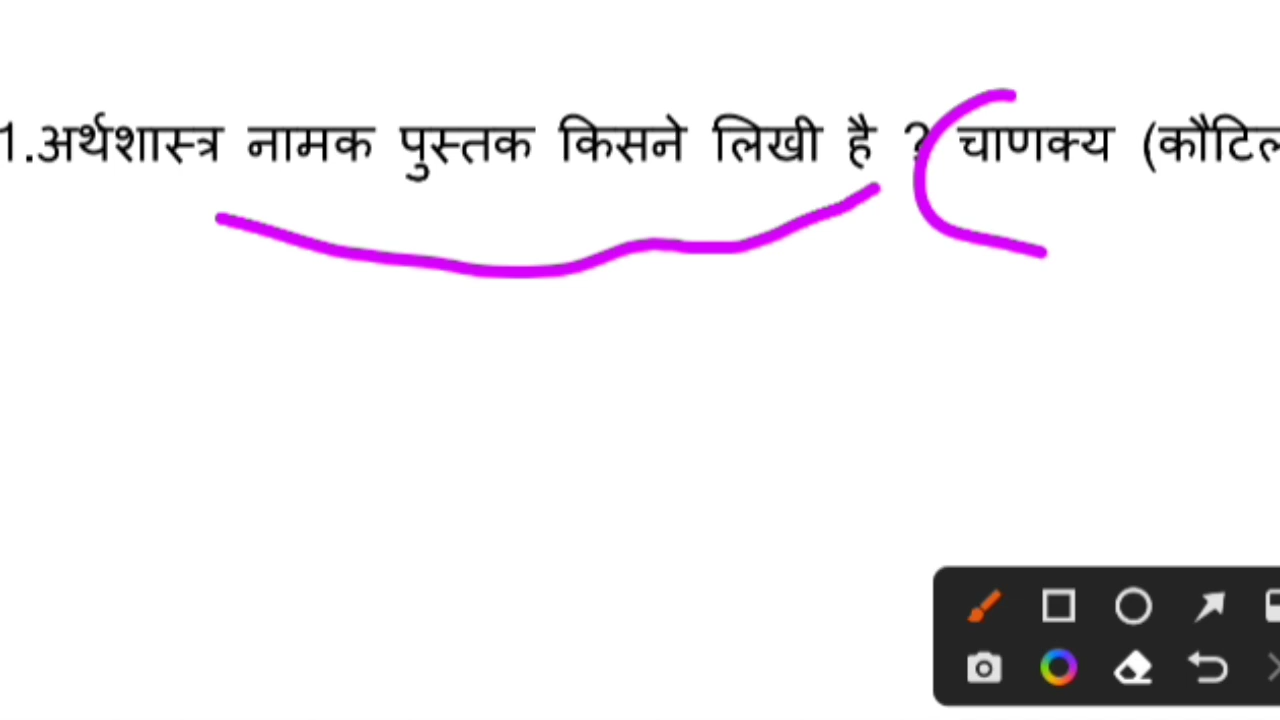 1.अर्थशास्त्र नामक पुस्तक किसने लिखी है ? चाणक्य (कौटिल